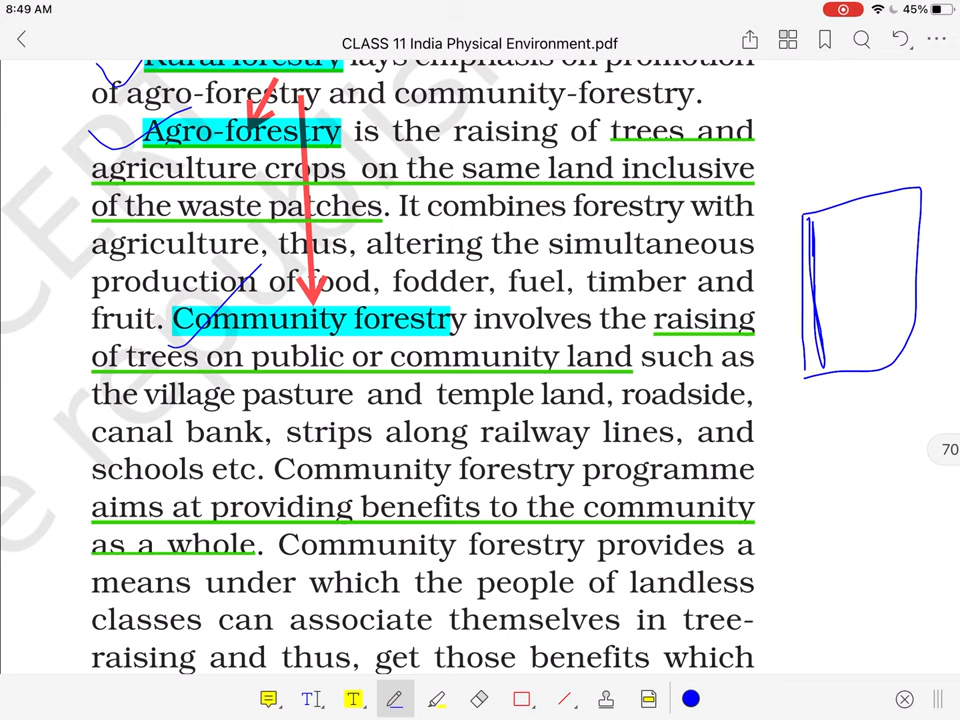 8:49 AM
45%
CLASS 11 India Physical Environment.pdf
Rural forestry lays emphasis on promotion
of agro-forestry and community-forestry.
Agro-forestry is the raising of trees and
agriculture crops on the same land inclusive
of the waste patches. It combines forestry with
agriculture, thus, altering the simultaneous
production of food, fodder, fuel, timber and
fruit. Community forestry involves the raising
of trees on public or community land such as
the village pasture and temple land, roadside,
canal bank, strips along railway lines, and
schools etc. Community forestry programme
aims at providing benefits to the community
as a whole. Community forestry provides a
means under which the people of landless
classes can associate themselves in tree-
raising and thus, get those benefits which
70
T
T